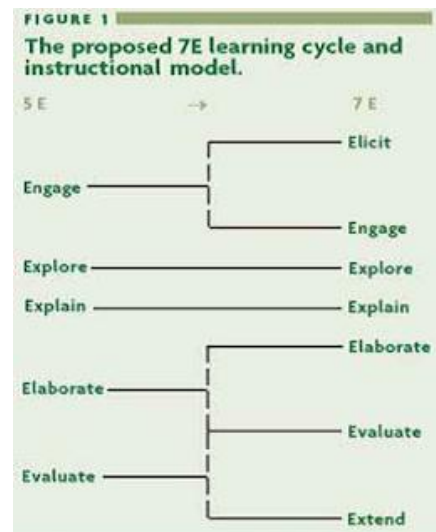 FIGURE 1
The proposed 7E learning cycle and
instructional model.
5 E → 7 E
Elicit
Engage
Engage
Explore Explore
Explain Explain
Elaborate
Elaborate
Evaluate
Evaluate
Extend